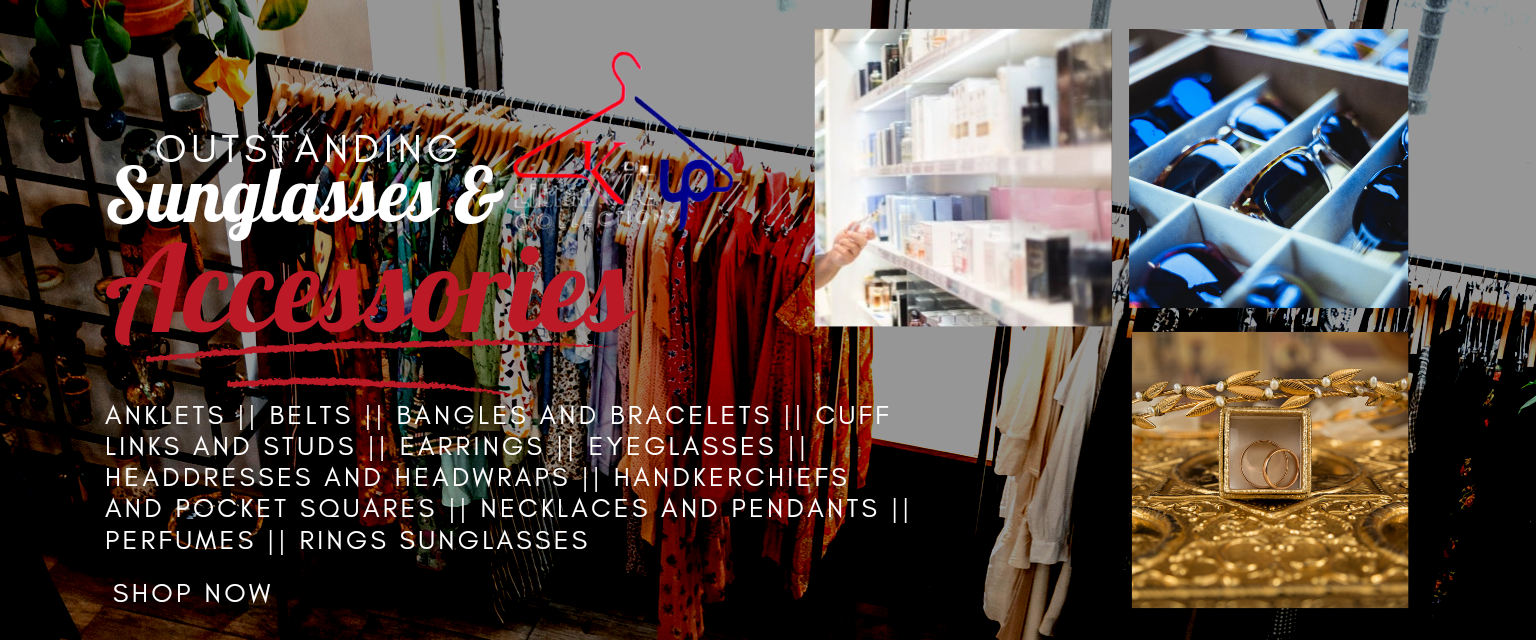 OUTSTANDING
Sunglasses &
Accessories
ANKLETS || BELTS || BANGLES AND BRACELETS || CUFF
LINKS AND STUDS || EARRINGS || EYEGLASSES ||
HEADDRESSES AND HEADWRAPS || HANDKERCHIEFS
AND POCKET SQUARES || NECKLACES AND PENDANTS ||
PERFUMES || RINGS SUNGLASSES
SHOP NOW